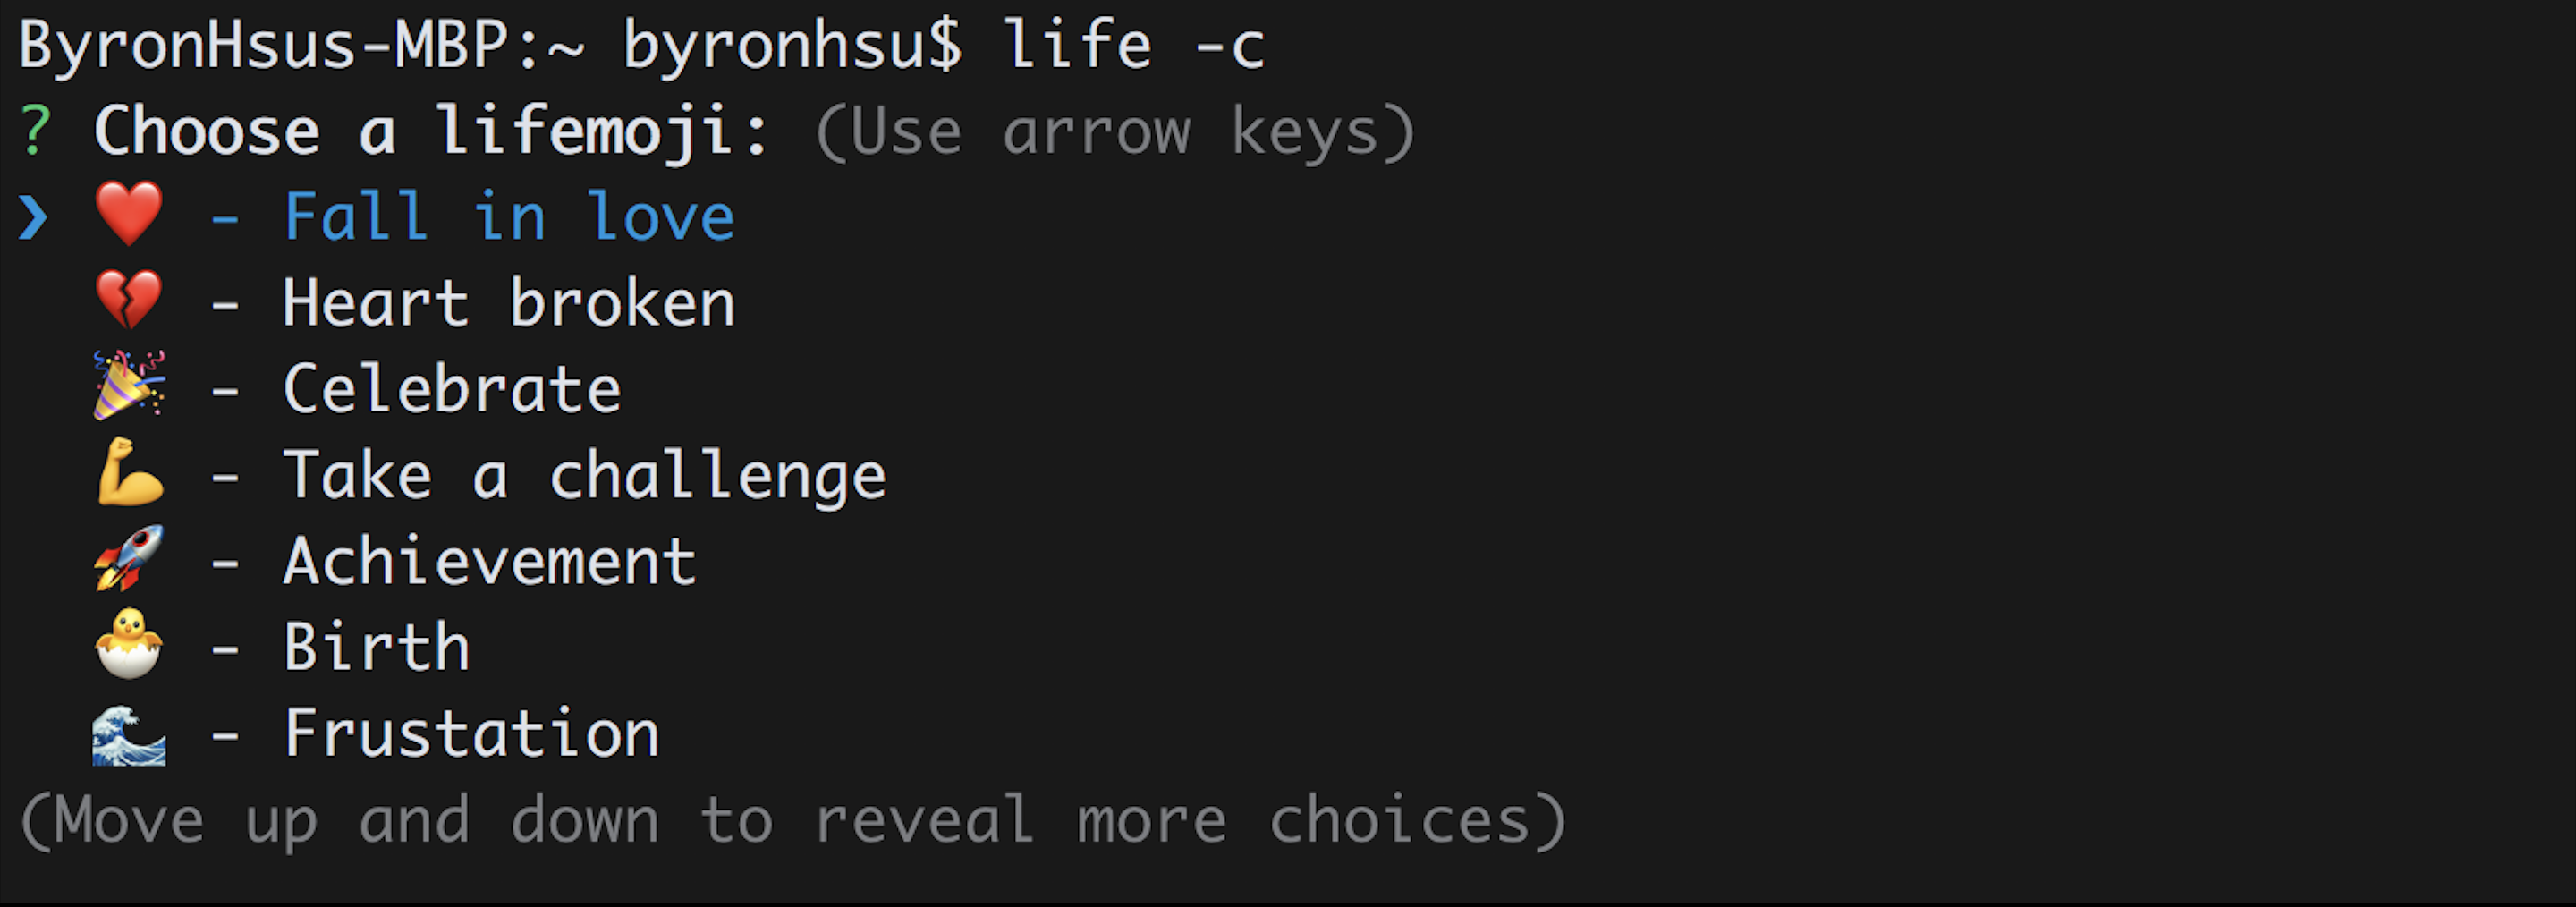 ByronHsus-MBP:~ byronhsu$ life -c
? Choose a lifemoji: (Use arrow keys)
❯ ❤️ - Fall in love
💔 - Heart broken
🎉 - Celebrate
💪 - Take a challenge
🚀 - Achievement
🐣 - Birth
🌊 - Frustation
(Move up and down to reveal more choices)